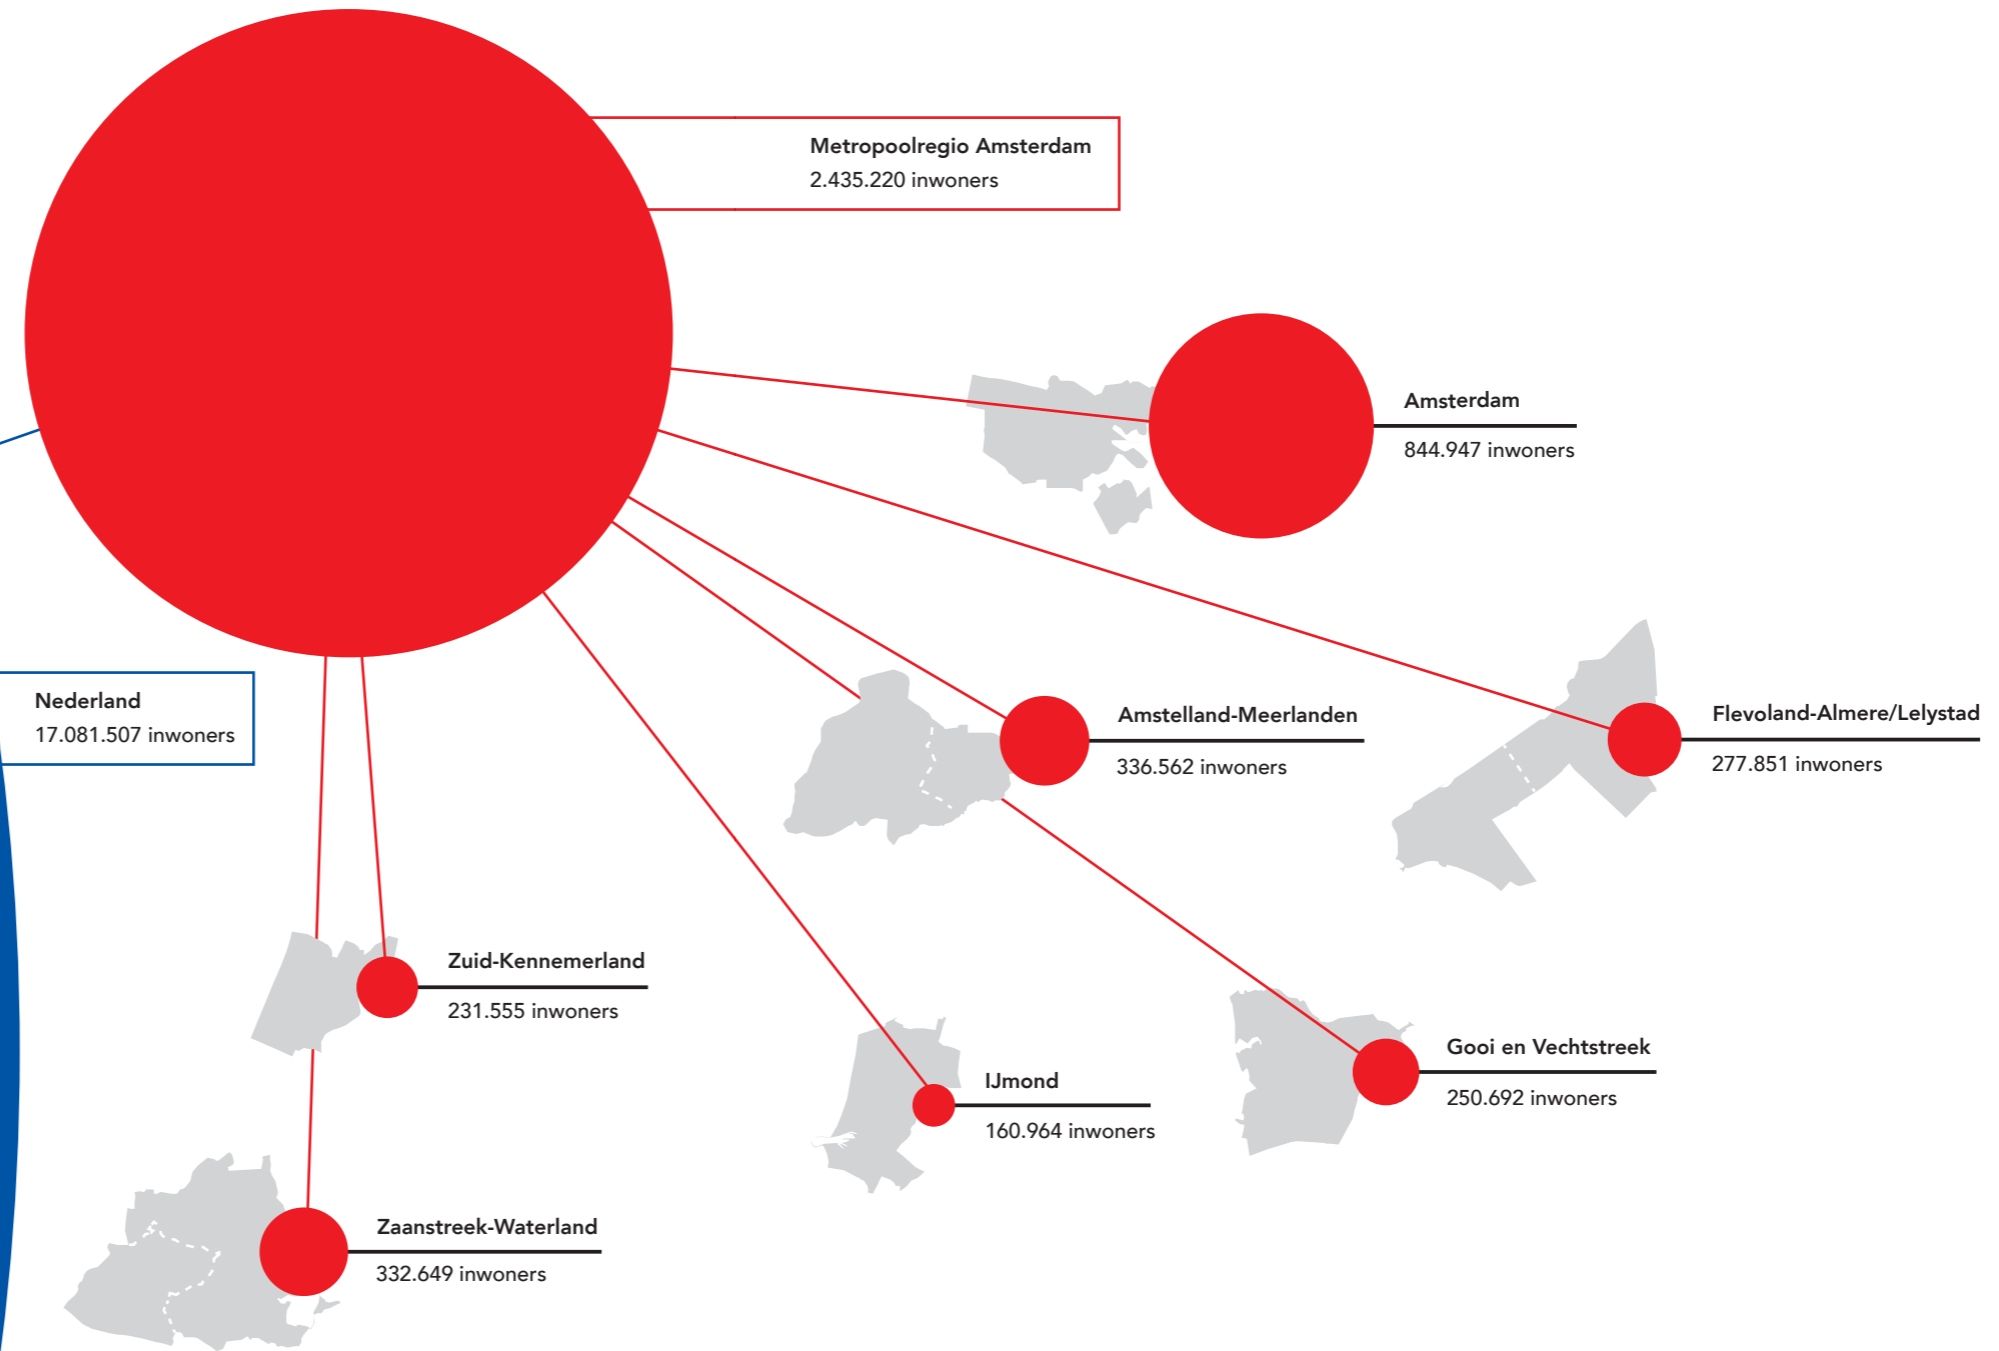 Metropoolregio Amsterdam
2.435.220 inwoners
Amsterdam
844.947 inwoners
Nederland
17.081.507 inwoners
Amstelland-Meerlanden
336.562 inwoners
Flevoland-Almere/Lelystad
277.851 inwoners
Zuid-Kennemerland
231.555 inwoners
IJmond
160.964 inwoners
Gooi en Vechtstreek
250.692 inwoners
Zaanstreek-Waterland
332.649 inwoners